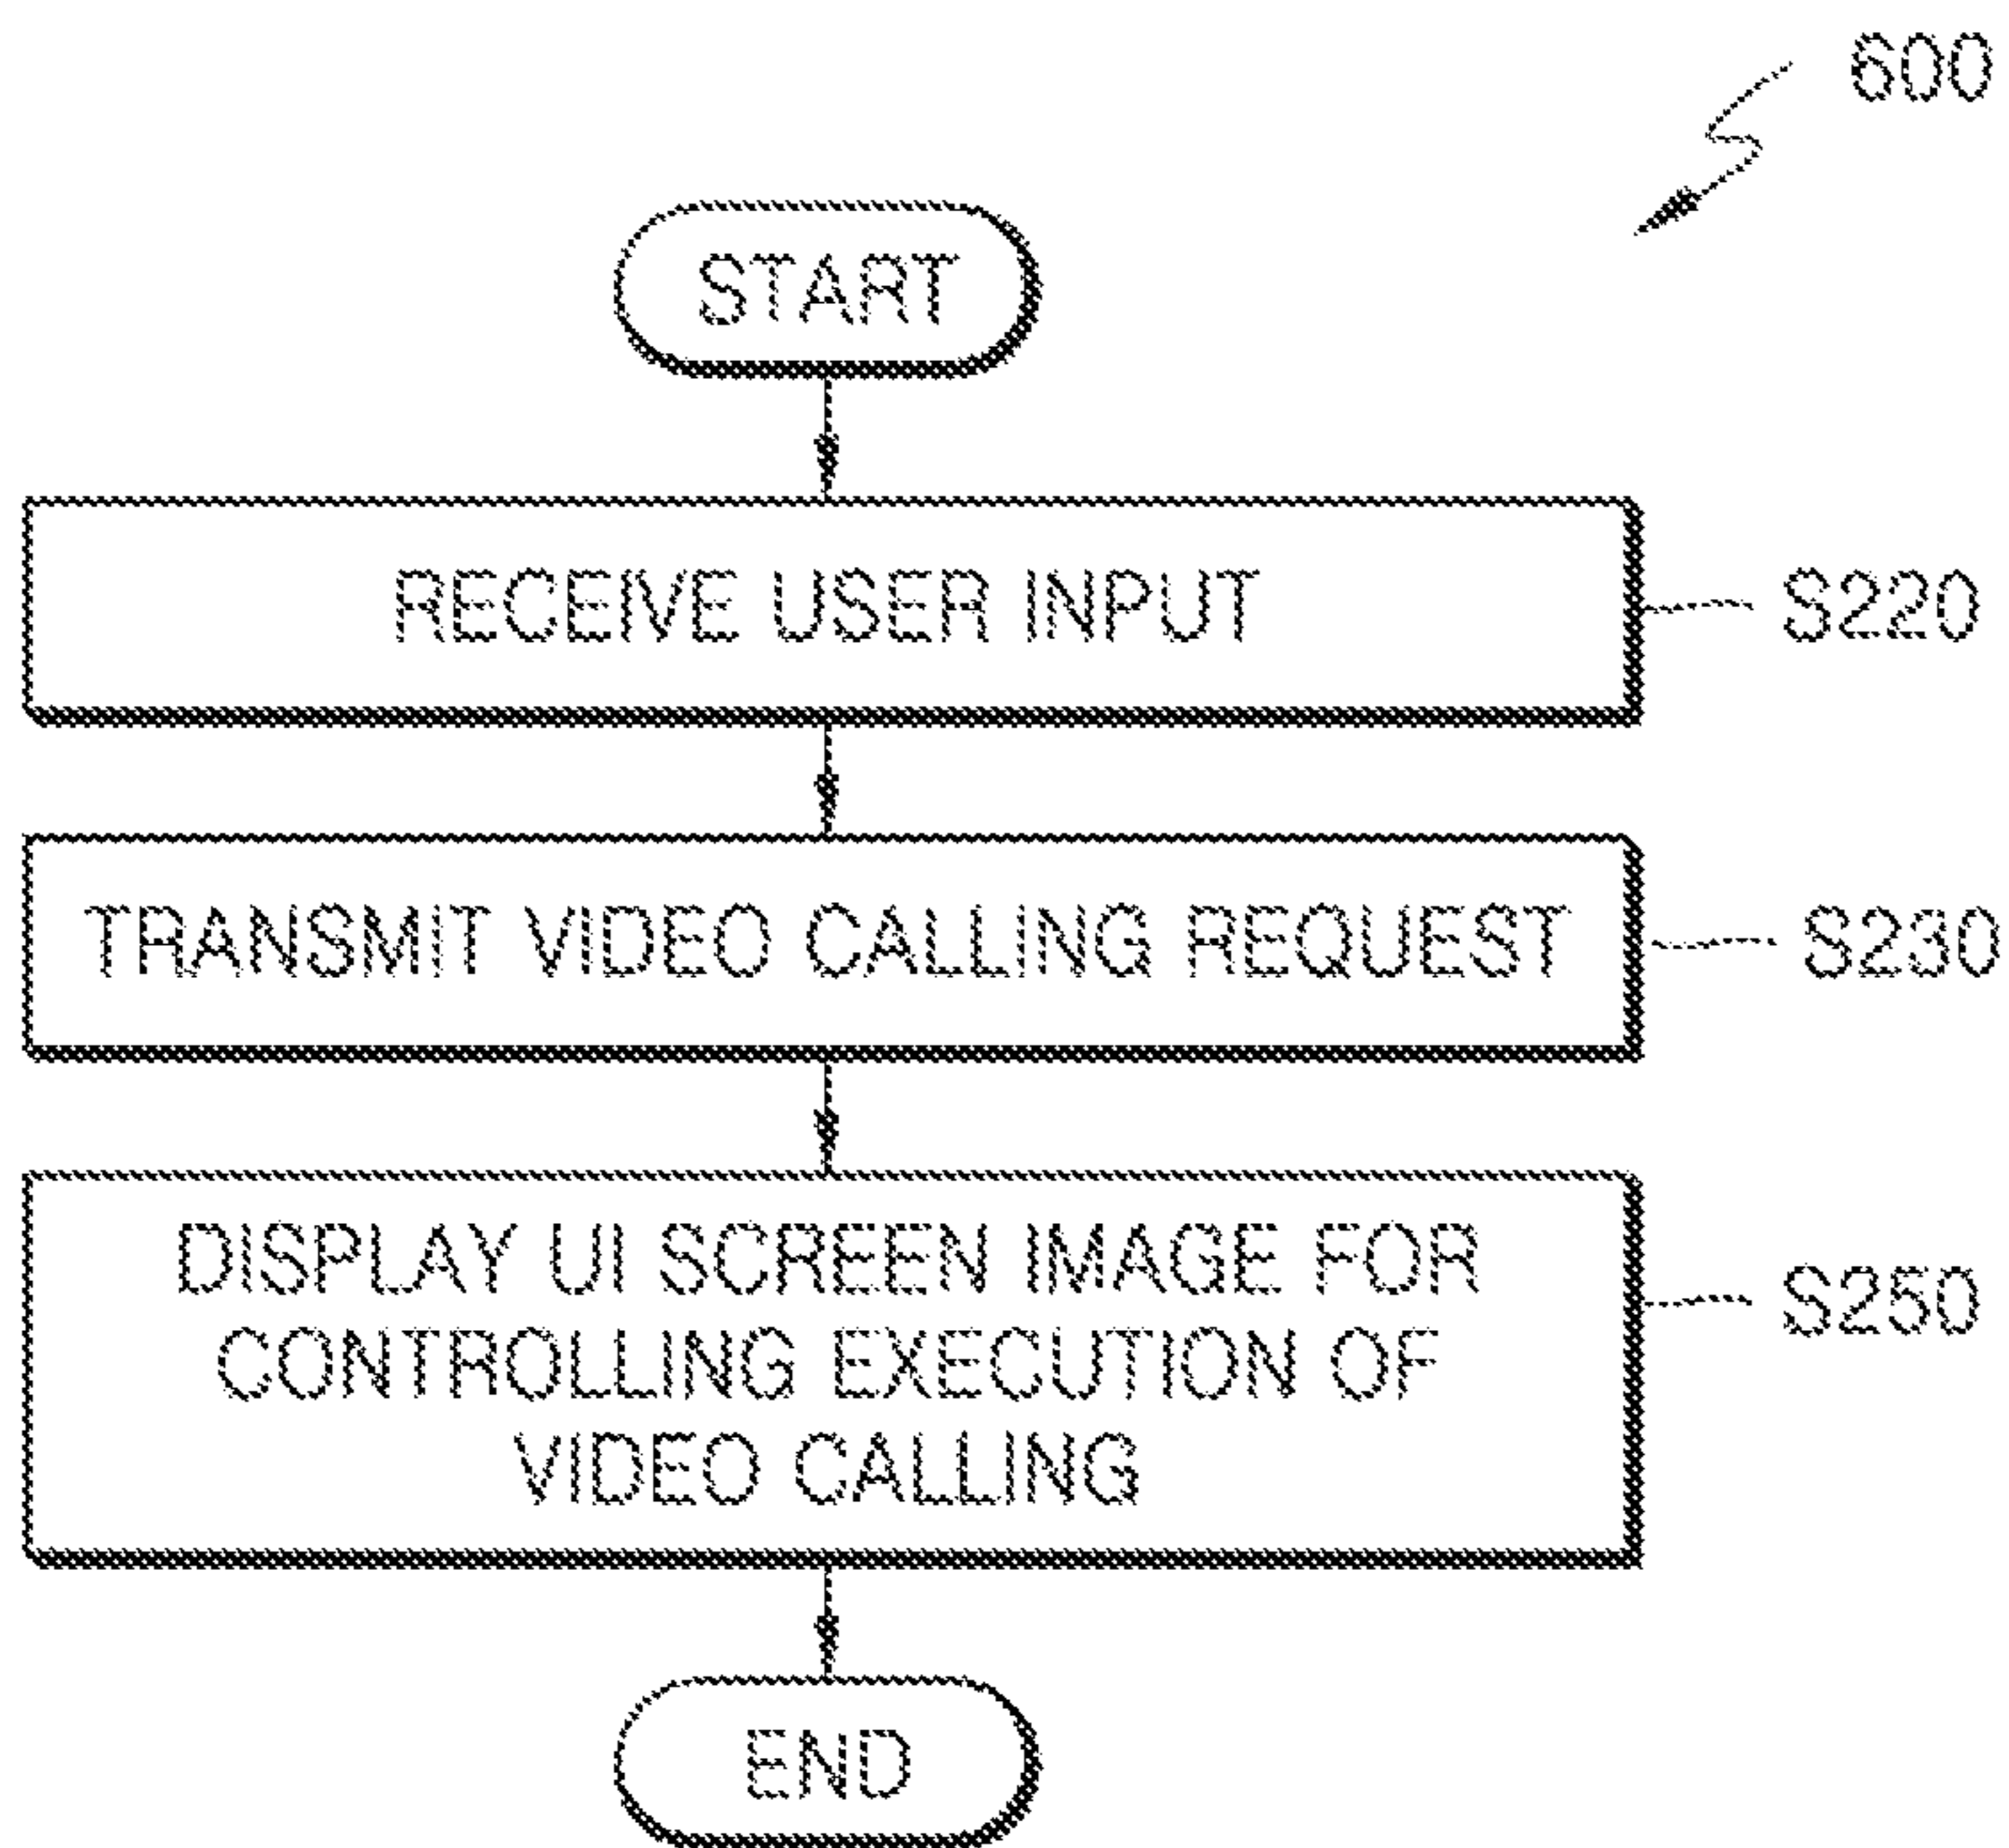 600
START
RECEIVE USER INPUT
S220
TRANSMIT VIDEO CALLING REQUEST
S230
DISPLAY UI SCREEN IMAGE FOR
CONTROLLING EXECUTION OF
VIDEO CALLING
S250
END